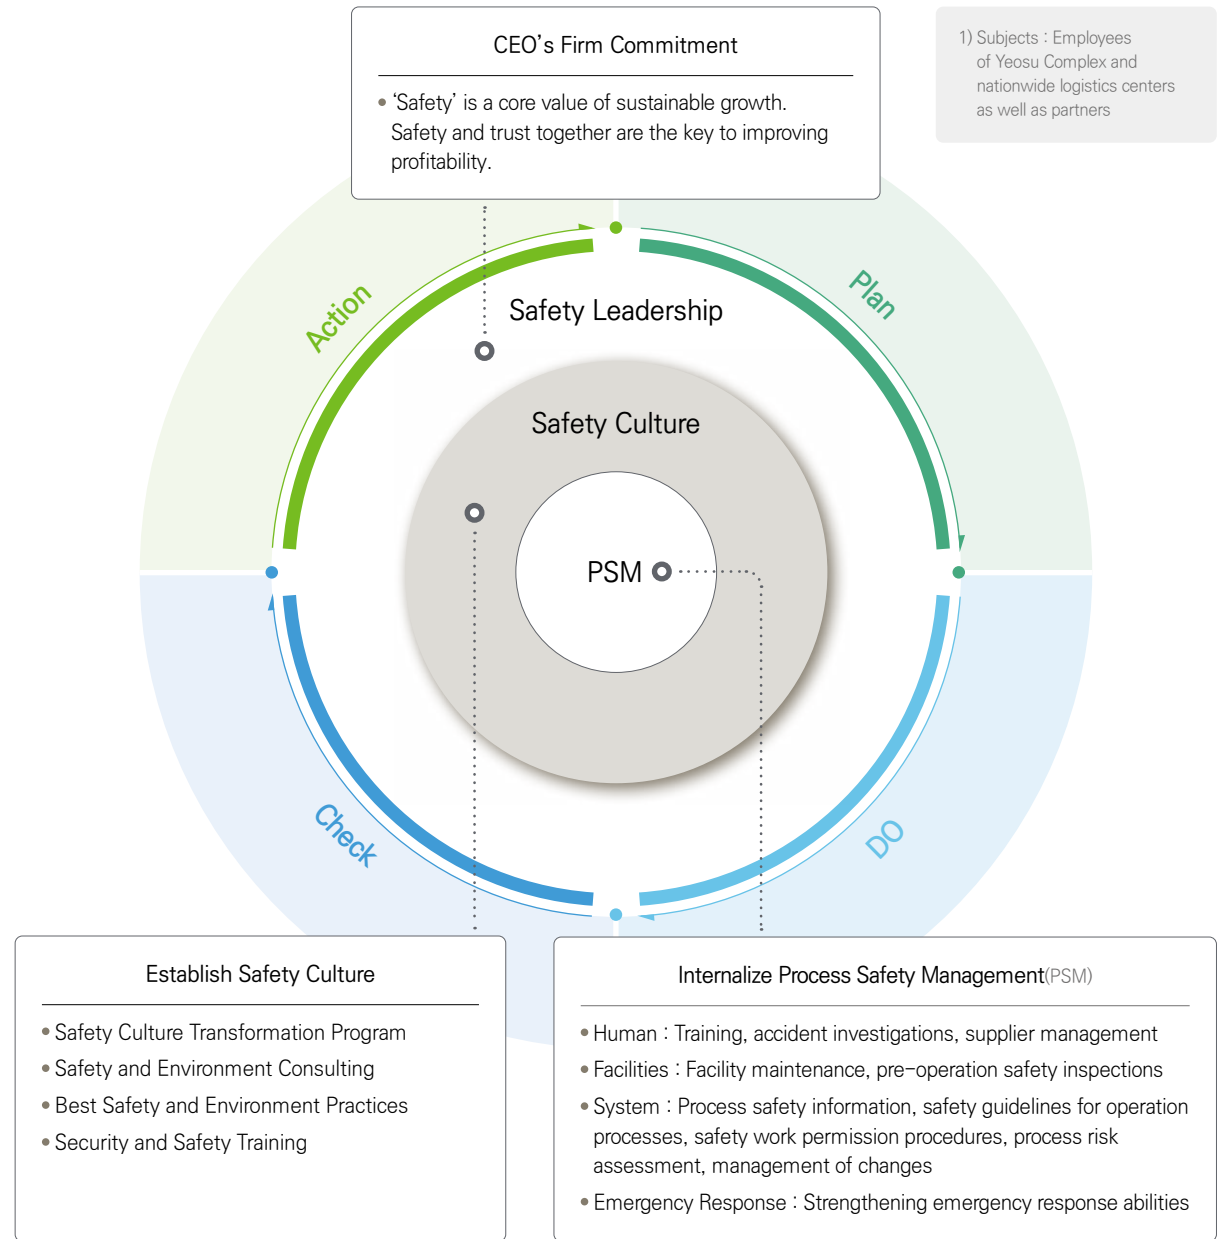 CEO’s Firm Commitment
• ‘Safety’ is a core value of sustainable growth.
Safety and trust together are the key to improving
profitability.
1) Subjects : Employees
of Yeosu Complex and
nationwide logistics centers
as well as partners
Action
Plan
Safety Leadership
Safety Culture
PSM
Check
DO
Establish Safety Culture
• Safety Culture Transformation Program
• Safety and Environment Consulting
• Best Safety and Environment Practices
• Security and Safety Training
Internalize Process Safety Management(PSM)
• Human : Training, accident investigations, supplier management
• Facilities : Facility maintenance, pre-operation safety inspections
• System : Process safety information, safety guidelines for operation
processes, safety work permission procedures, process risk
assessment, management of changes
• Emergency Response : Strengthening emergency response abilities